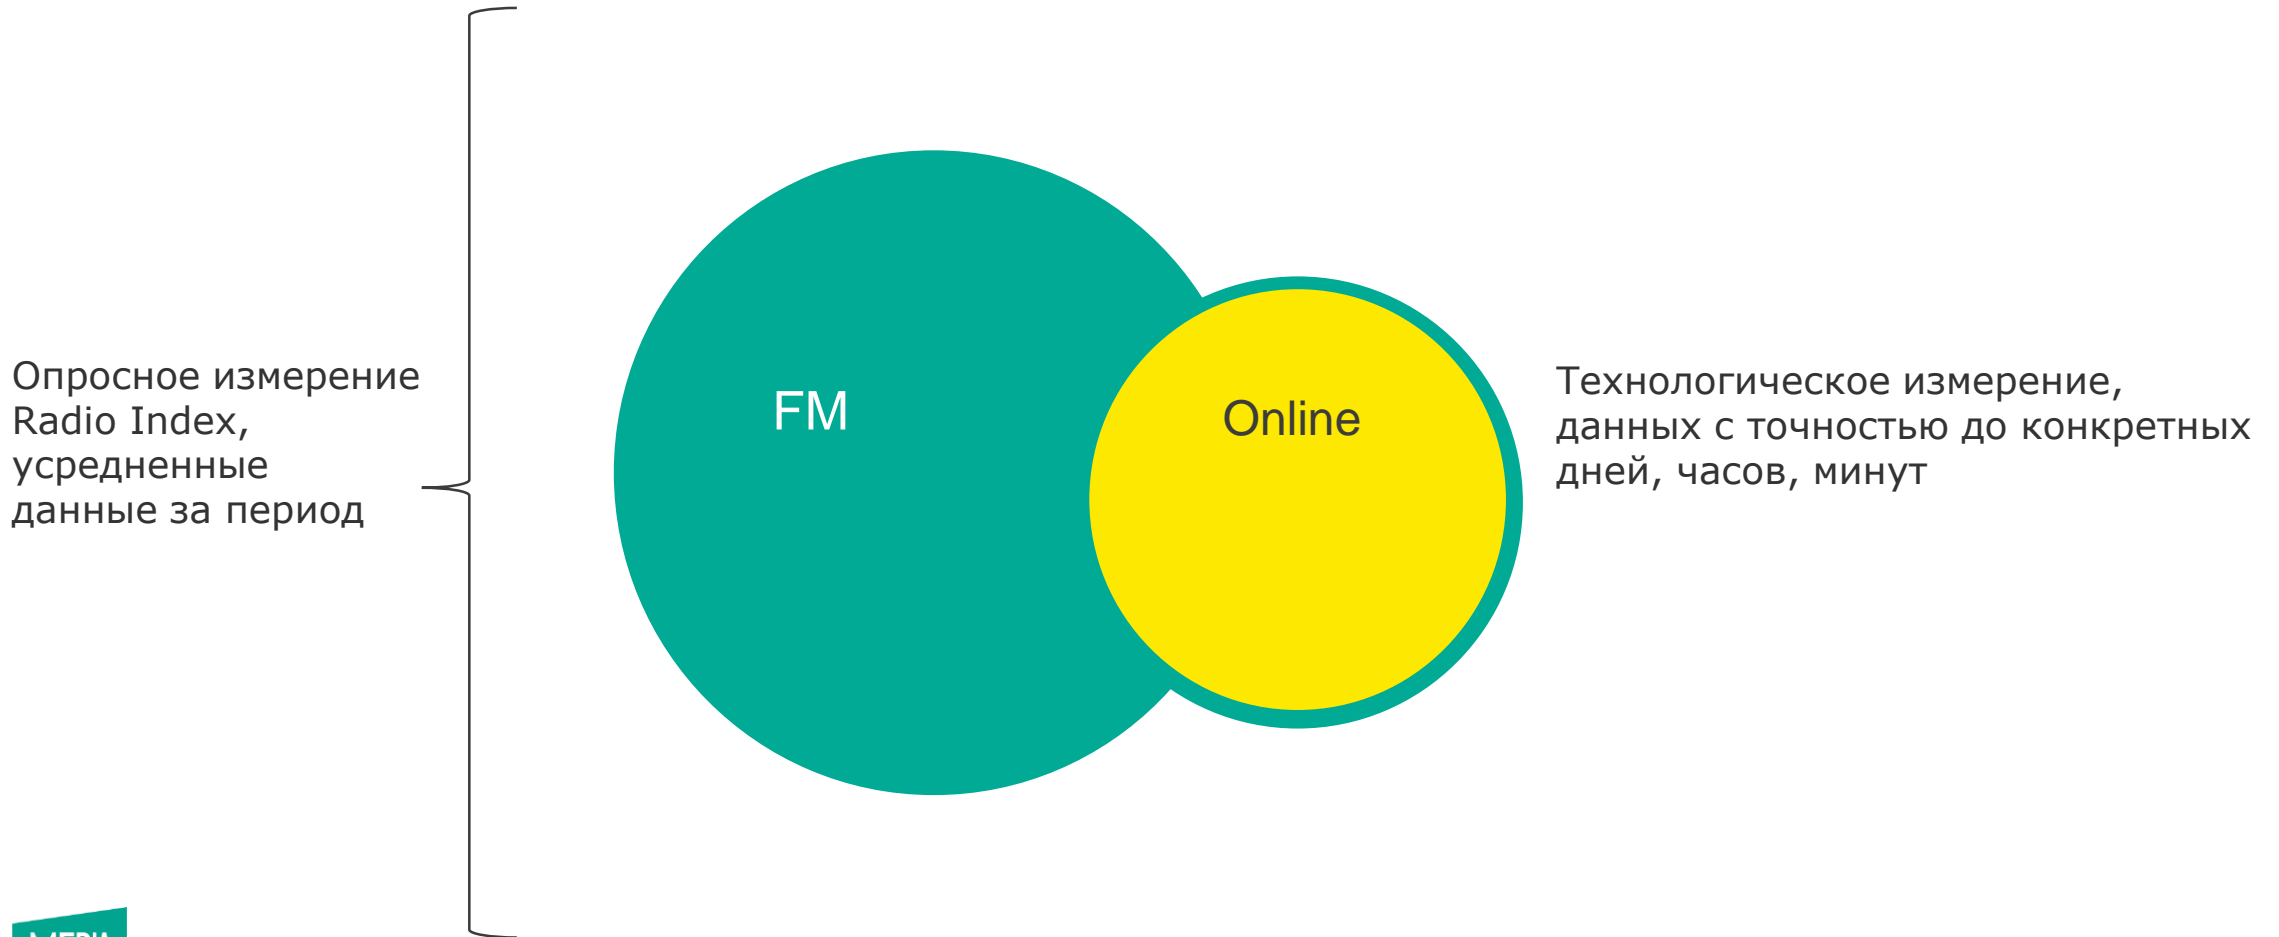 Опросное измерение
Radio Index,
усредненные
данные за период
FM
Online
Технологическое измерение,
данных с точностью до конкретных
дней, часов, минут